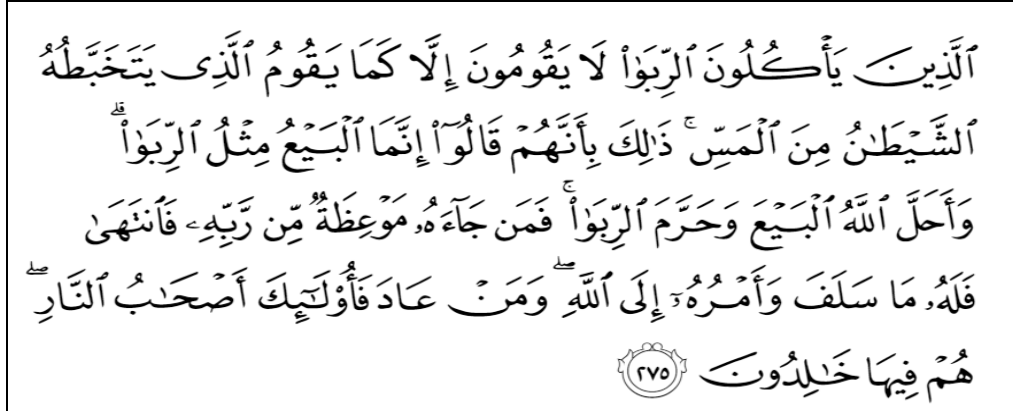 ٱلَّذِينَ يَأۡكُلُونَ ٱلرِّبَوٰاْ لَا يَقُومُونَ إِلَّا كَمَا يَقُومُ ٱلَّذِي يَتَخَبَّطُهُ
ٱلشَّيۡطَٰنُ مِنَ ٱلۡمَسِّۚ ذَٰلِكَ بِأَنَّهُمۡ قَالُوٓاْ إِنَّمَا ٱلۡبَيۡعُ مِثۡلُ ٱلرِّبَوٰاْۗ
وَأَحَلَّ ٱللَّهُ ٱلۡبَيۡعَ وَحَرَّمَ ٱلرِّبَوٰاْۚ فَمَن جَآءَهُۥ مَوۡعِظَةٞ مِّن رَّبِّهِۦ فَٱنتَهَىٰ
فَلَهُۥ مَا سَلَفَ وَأَمۡرُهُۥٓ إِلَى ٱللَّهِۖ وَمَنۡ عَادَ فَأُوْلَٰٓئِكَ أَصۡحَٰبُ ٱلنَّارِۖ
هُمۡ فِيهَا خَٰلِدُونَ ٢٧٥